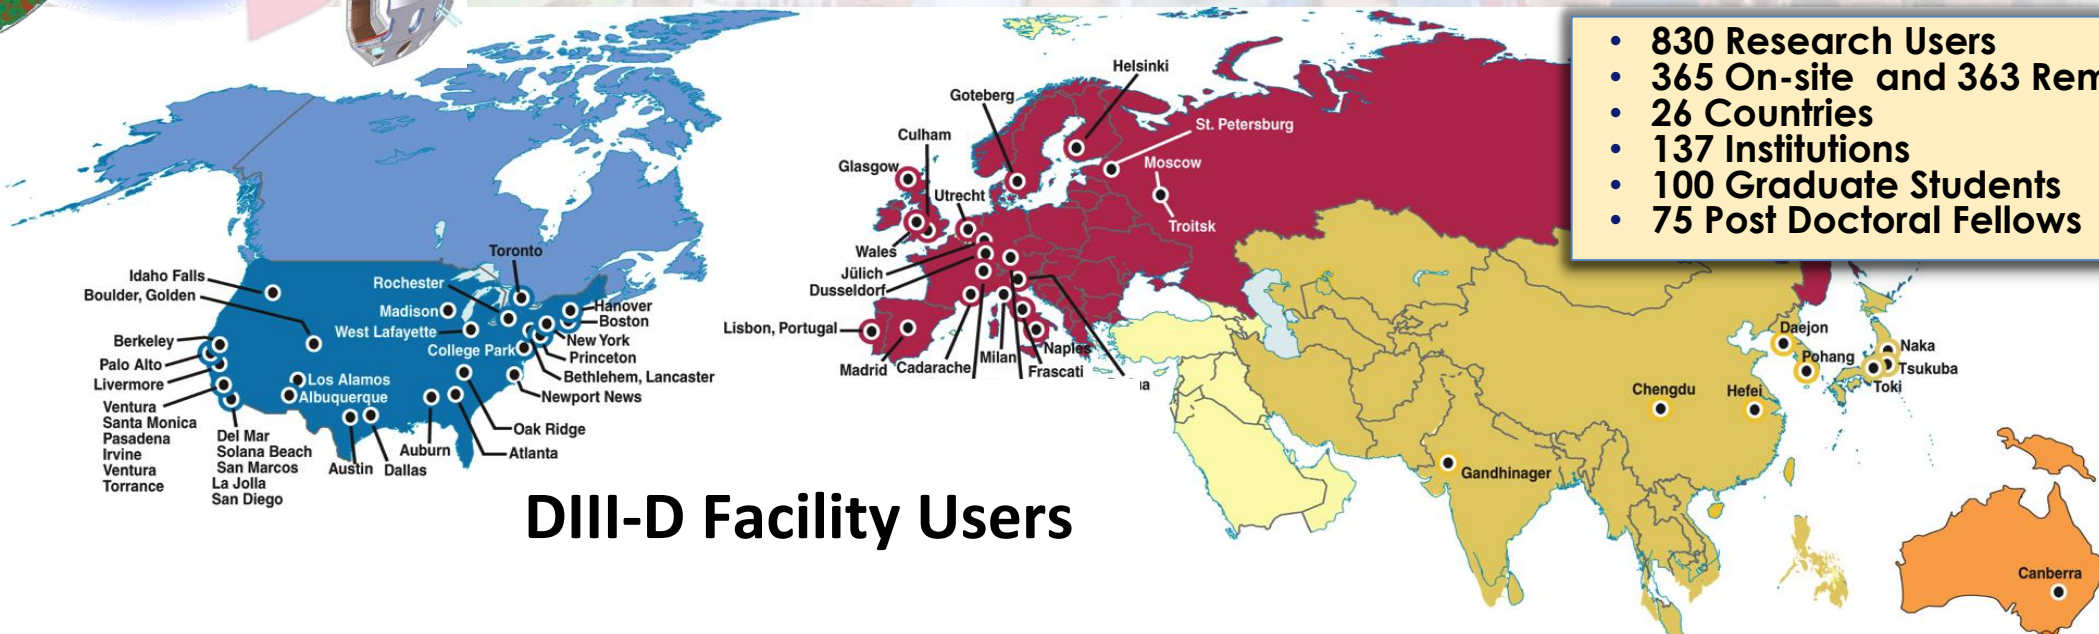 • 830 Research Users
• 365 On-site and 363 Rem
• 26 Countries
• 137 Institutions
• 100 Graduate Students
• 75 Post Doctoral Fellows
Helsinki
Goteberg
St. Petersburg
Culham
Moscow
Glasgow
Utrecht
Troitsk
Wales
Jülich
Dusseldorf
Lisbon, Portugal
Madrid
Cadarache
Milan
Naples
Frascati
Toronto
Idaho Falls
Rochester
Boulder, Golden
Madison
Hanover
Boston
West Lafayette
New York
Berkeley
College Park
Princeton
Palo Alto
Bethlehem, Lancaster
Livermore
Los Alamos
Albuquerque
Newport News
Ventura
Santa Monica
Pasadena
Irvine
Ventura
Torrance
Del Mar
Solana Beach
San Marcos
La Jolla
San Diego
Austin
Dallas
Auburn
Oak Ridge
Atlanta
Daejon
Pohang
Naka
Tsukuba
Toki
Chengdu
Hefei
Gandhinager
Canberra
DIII-D Facility Users